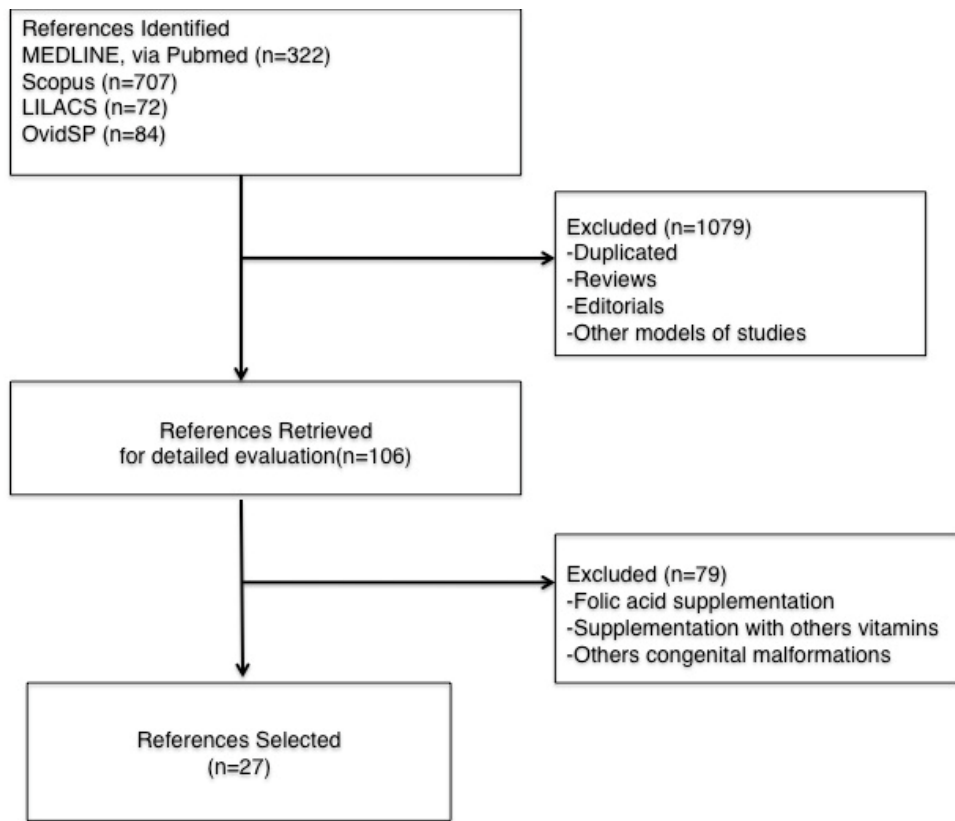 References Identified
MEDLINE, via Pubmed (n=322)
Scopus (n=707)
LILACS (n=72)
OvidSP (n=84)
Excluded (n=1079)
-Duplicated
-Reviews
-Editorials
-Other models of studies
References Retrieved
for detailed evaluation(n=106)
Excluded (n=79)
-Folic acid supplementation
-Supplementation with others vitamins
-Others congenital malformations
References Selected
(n=27)